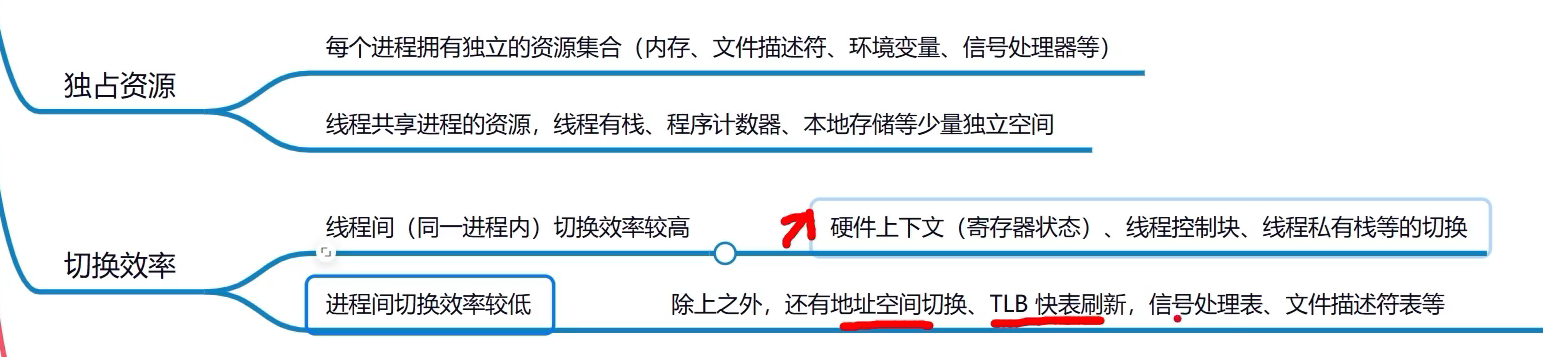 独占资源
每个进程拥有独立的资源集合（内存、文件描述符、环境变量、信号处理器等）
线程共享进程的资源，线程有栈、程序计数器、本地存储等少量独立空间
切换效率
线程间（同一进程内）切换效率较高
硬件上下文（寄存器状态）、线程控制块、线程私有栈等的切换
进程间切换效率较低
除上之外，还有地址空间切换、TLB 快表刷新，信号处理表、文件描述符表等